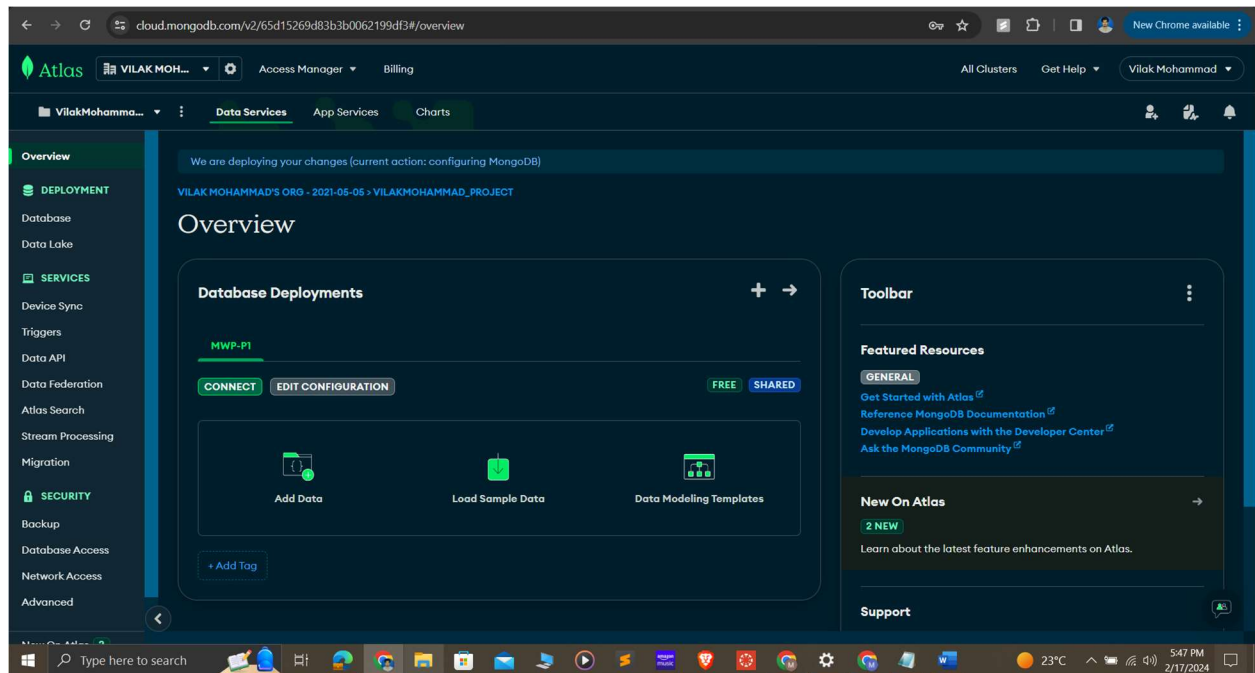 cloud.mongodb.com/v2/65d15269d83b3b0062199df3#/overview
New Chrome available
Atlas
VILAK MOH...
Access Manager
Billing
All Clusters
Get Help
Vilak Mohammad
VilakMohamma...
Data Services
App Services
Charts
Overview
DEPLOYMENT
Database
Data Lake
SERVICES
Device Sync
Triggers
Data API
Data Federation
Atlas Search
Stream Processing
Migration
SECURITY
Backup
Database Access
Network Access
Advanced
New On Atlas 2
We are deploying your changes (current action: configuring MongoDB)
VILAK MOHAMMAD'S ORG - 2021-05-05 > VILAKMOHAMMAD_PROJECT
Overview
Database Deployments
MWP-P1
CONNECT EDIT CONFIGURATION FREE SHARED
Add Data Load Sample Data Data Modeling Templates
+ Add Tag
Toolbar
Featured Resources
GENERAL
Get Started with Atlas
Reference MongoDB Documentation
Develop Applications with the Developer Center
Ask the MongoDB Community
New On Atlas
2 NEW
Learn about the latest feature enhancements on Atlas.
Support
Type here to search
23°C
5:47 PM
2/17/2024